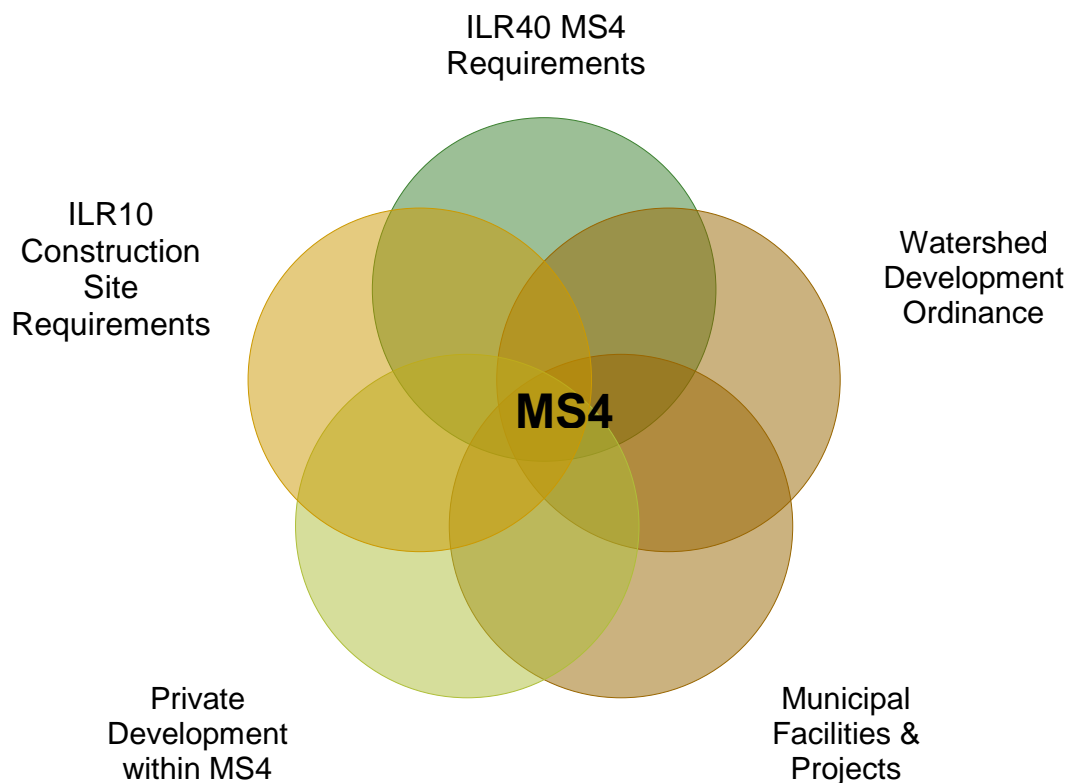 ILR40 MS4
Requirements
ILR10
Construction
Site
Requirements
Watershed
Development
Ordinance
MS4
Private
Development
within MS4
Municipal
Facilities &
Projects